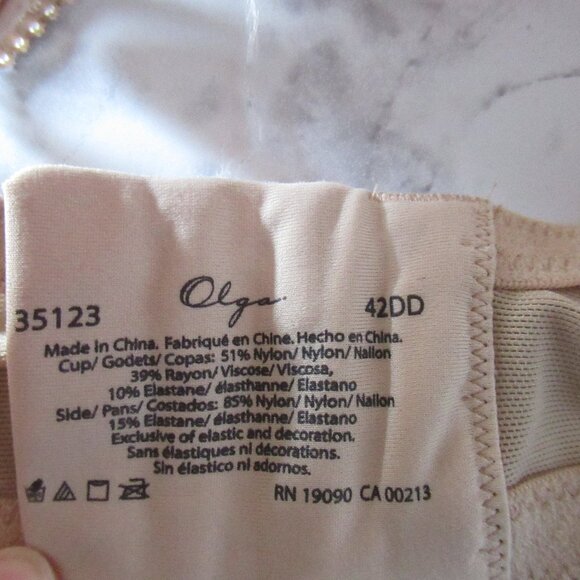 Olga.
35123 42DD
Made in China. Fabriqué en Chine. Hecho en China.
Cup/ Godets/ Copas: 51% Nylon/ Nylon/ Nailon
39% Rayon/ Viscose/ Viscosa,
10% Elastane/ élasthanne/ Elastano
Side/ Pans/ Costados: 85% Nylon/ Nylon/ Nailon
15% Elastane/ élasthanne/ Elastano
Exclusive of elastic and decoration.
Sans élastiques ni décorations.
Sin elástico ni adornos.
RN 19090 CA 00213